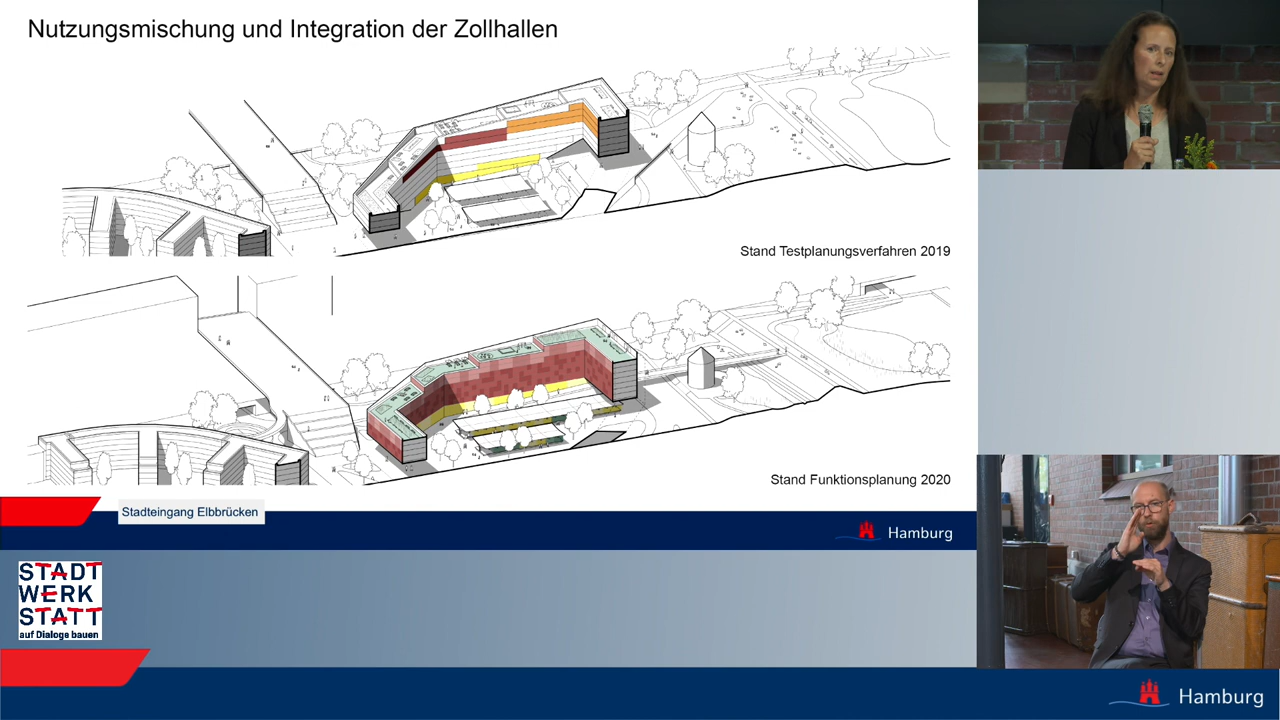 Nutzungsmischung und Integration der Zollhallen
Stand Testplanungsverfahren 2019
Stand Funktionsplanung 2020
Stadteingang Elbbrücken
Hamburg
STADT
WERK
STATT
auf Dialoge bauen
Hamburg